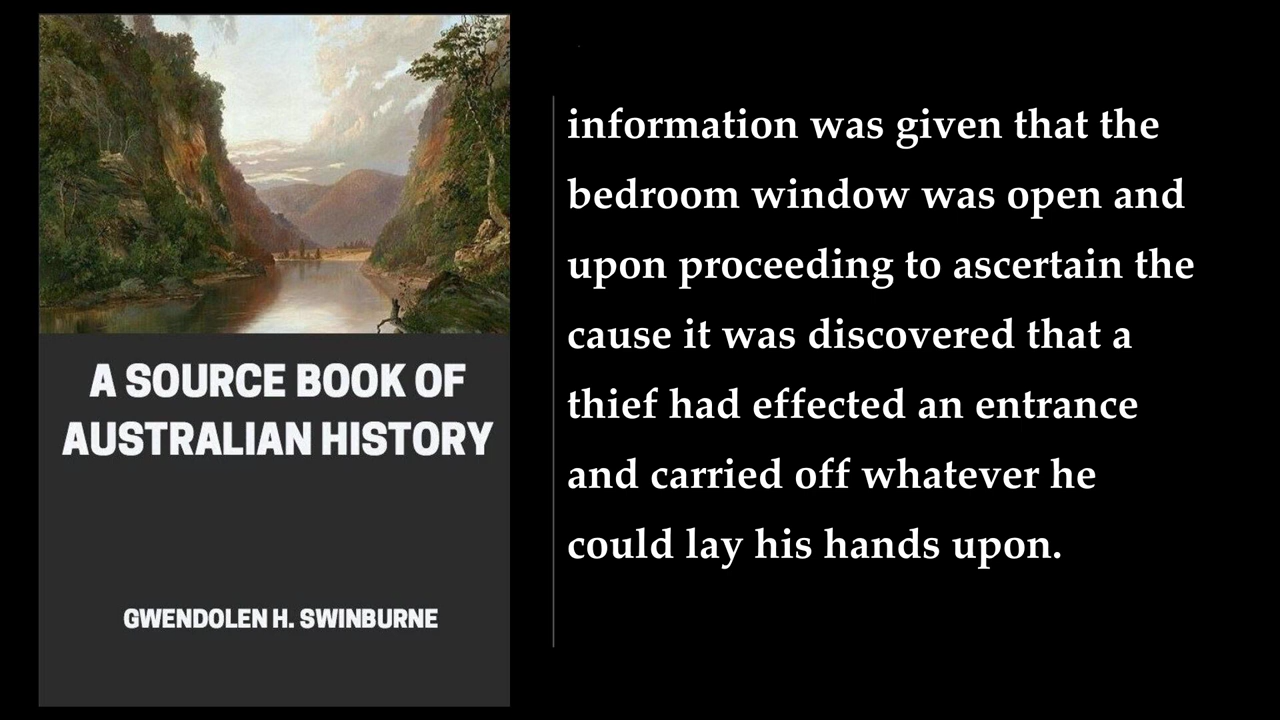 A SOURCE BOOK OF
AUSTRALIAN HISTORY
GWENDOLEN H. SWINBURNE
information was given that the
bedroom window was open and
upon proceeding to ascertain the
cause it was discovered that a
thief had effected an entrance
and carried off whatever he
could lay his hands upon.